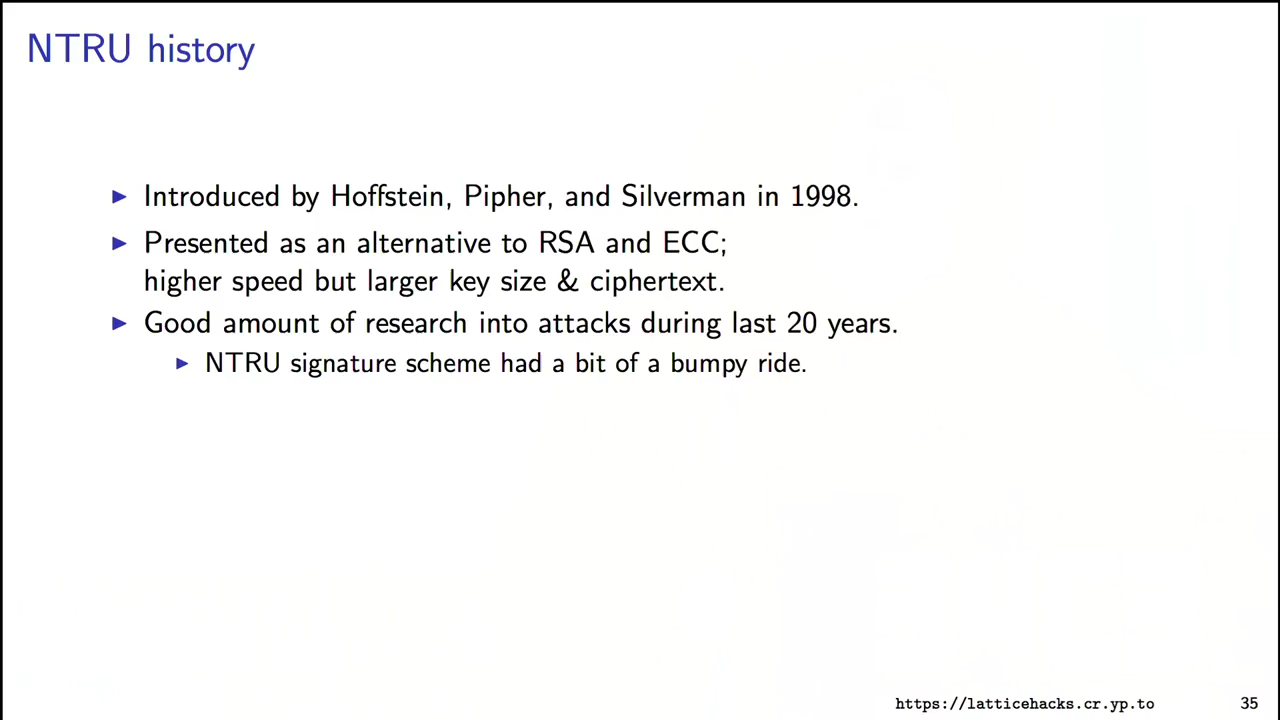 NTRU history
▶ Introduced by Hoffstein, Pipher, and Silverman in 1998.
▶ Presented as an alternative to RSA and ECC;
higher speed but larger key size & ciphertext.
▶ Good amount of research into attacks during last 20 years.
▶ NTRU signature scheme had a bit of a bumpy ride.
https://latticehacks.cr.yp.to 35